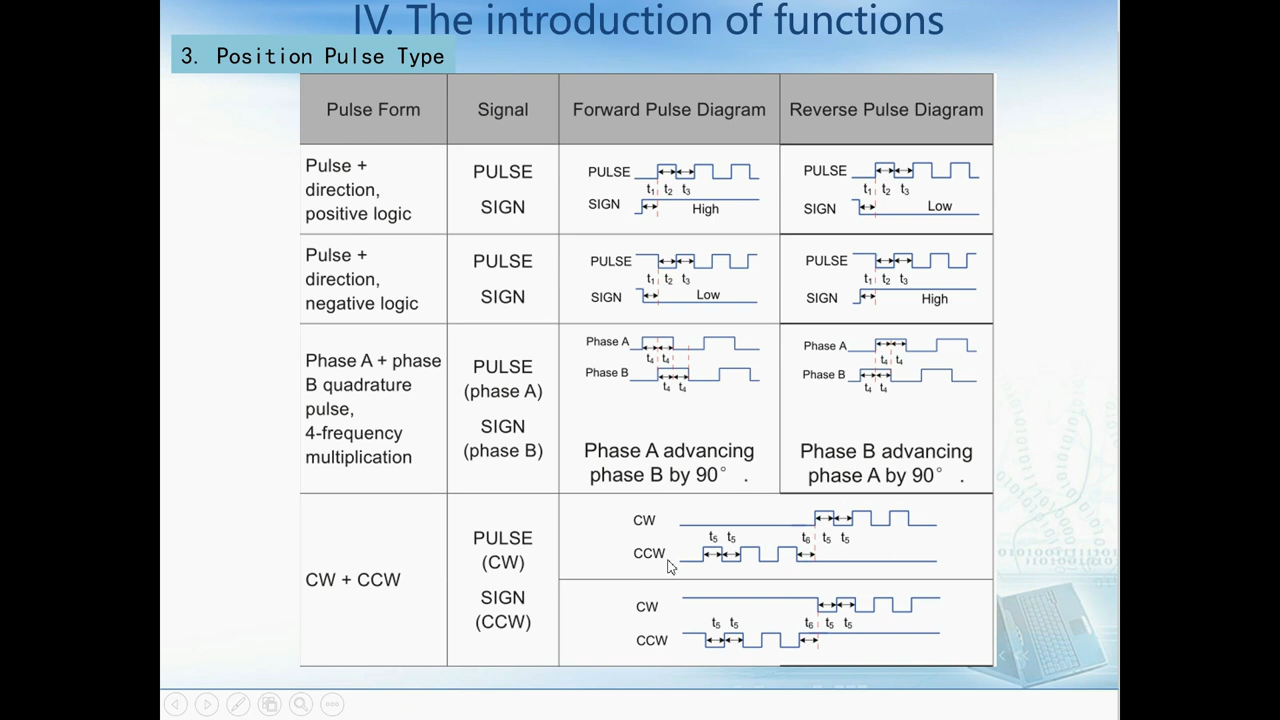 IV. The introduction of functions
3. Position Pulse Type
Pulse Form
Signal
Forward Pulse Diagram
Reverse Pulse Diagram
Pulse +
direction,
positive logic
PULSE
SIGN
PULSE
t1 t2 t3
SIGN
High
PULSE
t1 t2 t3
SIGN
Low
Pulse +
direction,
negative logic
PULSE
SIGN
PULSE
t1 t2 t3
SIGN
Low
PULSE
t1 t2 t3
SIGN
High
Phase A + phase
B quadrature
pulse,
4-frequency
multiplication
PULSE
(phase A)
SIGN
(phase B)
Phase A
t4 t4
Phase B
t4 t4
Phase A advancing
phase B by 90° .
Phase A
t4 t4
Phase B
t4 t4
Phase B advancing
phase A by 90° .
CW + CCW
PULSE
(CW)
SIGN
(CCW)
CW
t5 t5 t6 t5 t5
CCW
CW
t5 t5 t6 t5 t5
CCW